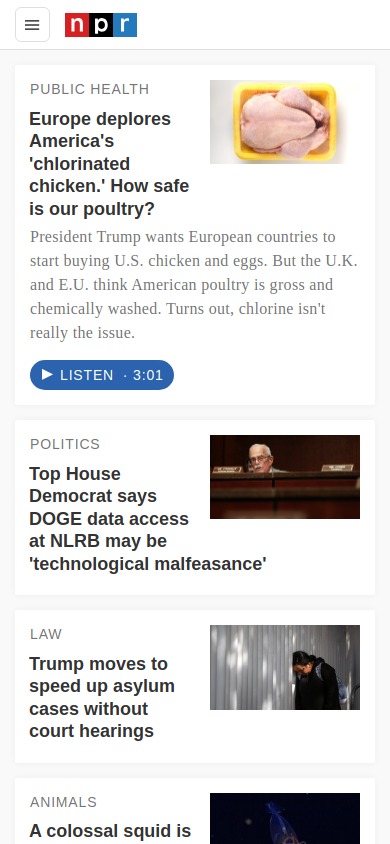 npr
PUBLIC HEALTH
Europe deplores
America's
'chlorinated
chicken.' How safe
is our poultry?
President Trump wants European countries to
start buying U.S. chicken and eggs. But the U.K.
and E.U. think American poultry is gross and
chemically washed. Turns out, chlorine isn't
really the issue.
LISTEN · 3:01
POLITICS
Top House
Democrat says
DOGE data access
at NLRB may be
'technological malfeasance'
LAW
Trump moves to
speed up asylum
cases without
court hearings
ANIMALS
A colossal squid is